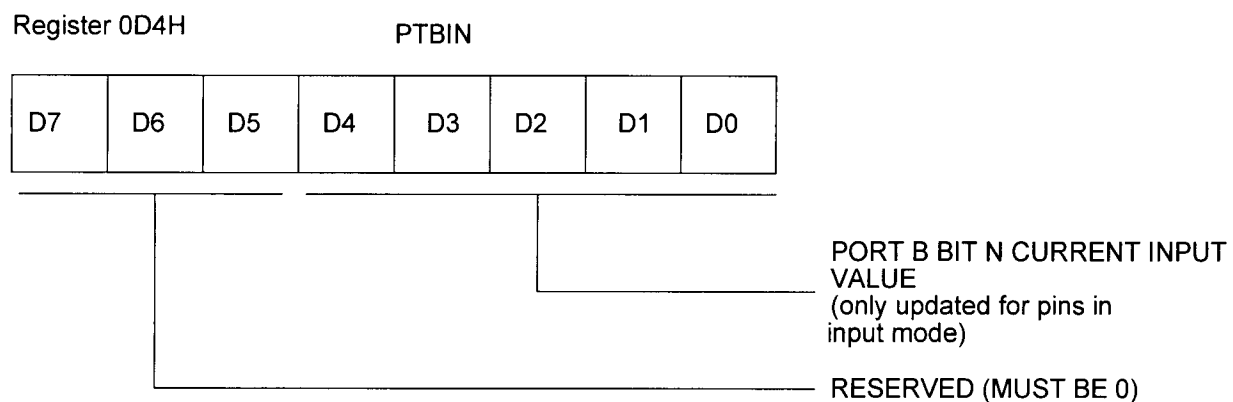 Register 0D4H PTBIN
D7 D6 D5 D4 D3 D2 D1 D0
PORT B BIT N CURRENT INPUT
VALUE
(only updated for pins in
input mode)
RESERVED (MUST BE 0)